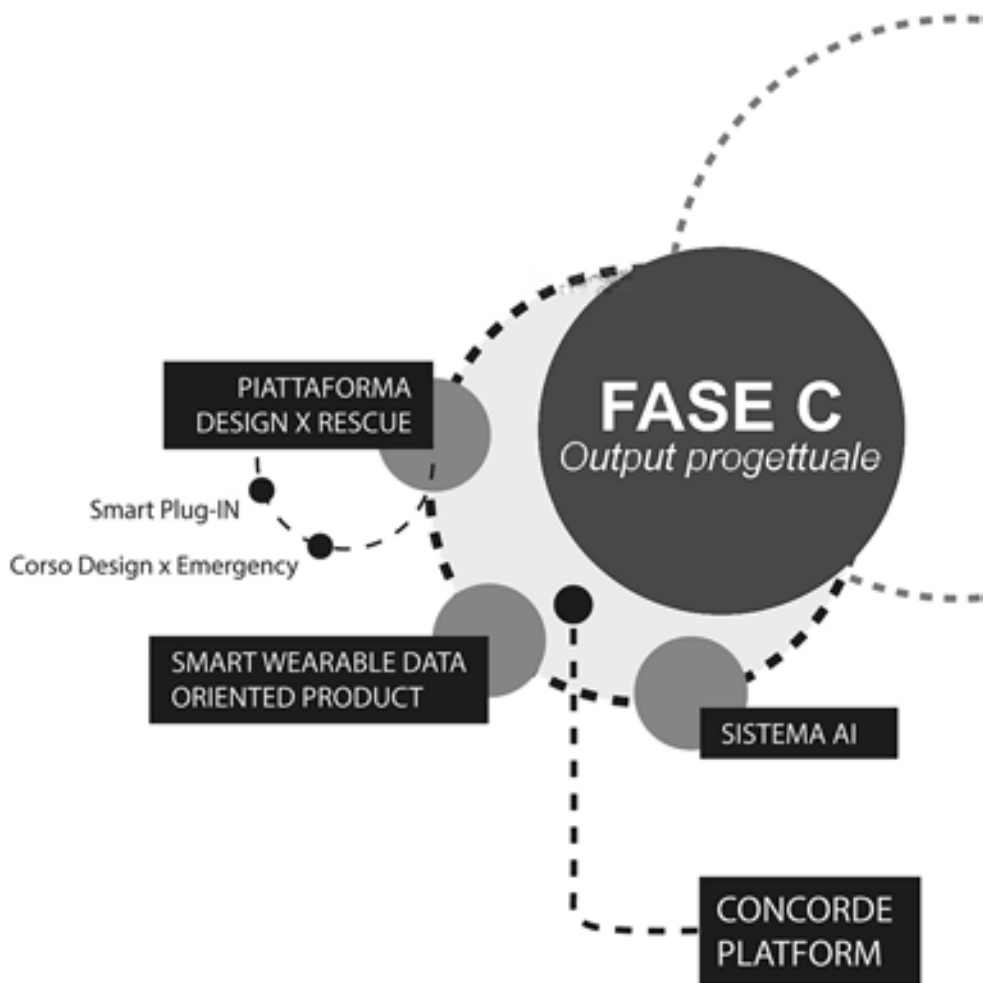 FASE C
Output progettuale
PIATTAFORMA
DESIGN X RESCUE
Smart Plug-IN
Corso Design x Emergency
SMART WEARABLE DATA
ORIENTED PRODUCT
SISTEMA AI
CONCORDE
PLATFORM